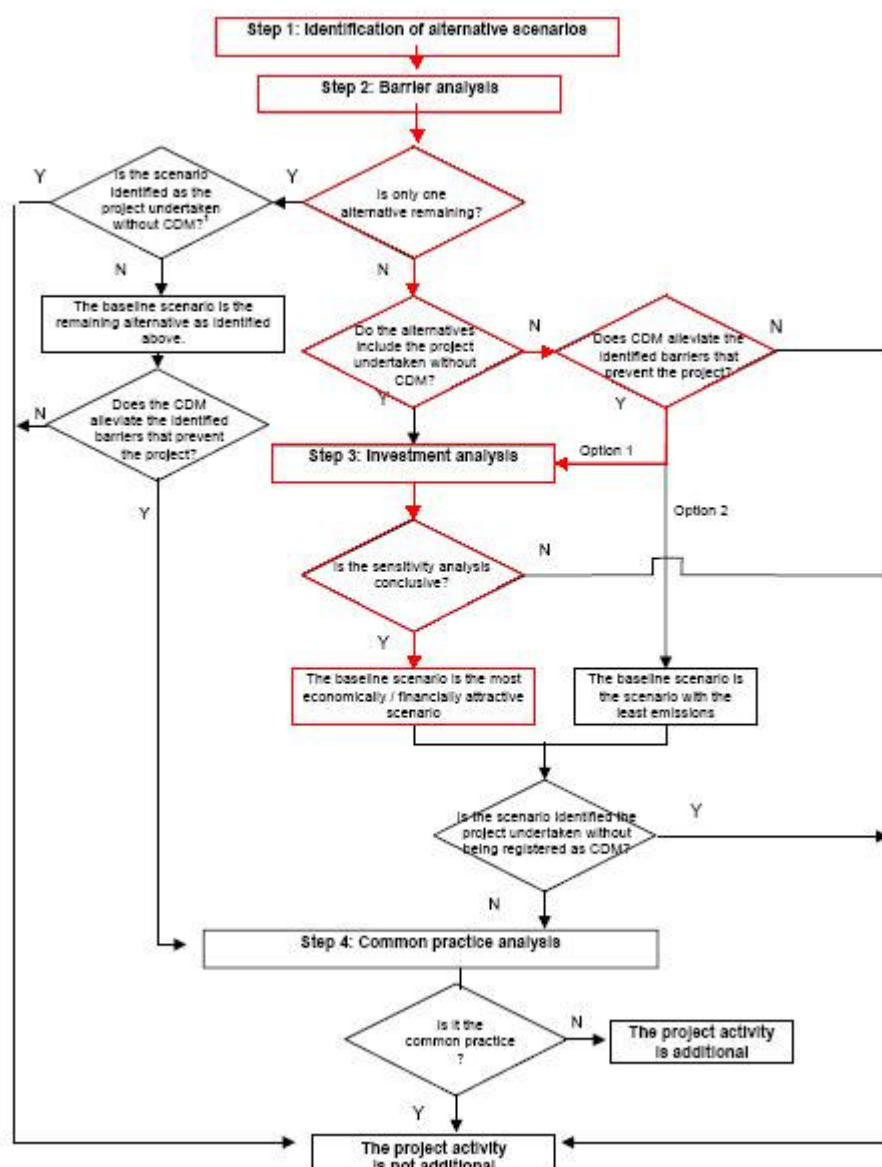 Step 1: Identification of alternative scenarios
Step 2: Barrier analysis
Y
Is the scenario
identified as the
project undertaken
without CDM?¹
Y
Is only one
alternative remaining?
N
N
The baseline scenario is the
remaining alternative as identified
above.
Do the alternatives
include the project
undertaken without
CDM?
N
Does CDM alleviate the
identified barriers that
prevent the project?
N
Y
Y
N
Does the CDM
alleviate the identified
barriers that prevent
the project?
Y
Step 3: Investment analysis
Option 1
Option 2
Is the sensitivity analysis
conclusive?
N
Y
The baseline scenario is the most
economically / financially attractive
scenario
The baseline scenario is
the scenario with the
least emissions
Is the scenario identified the
project undertaken without
being registered as CDM?
Y
N
Step 4: Common practice analysis
Is it the
common practice
?
N
The project activity
is additional
Y
The project activity
is not additional